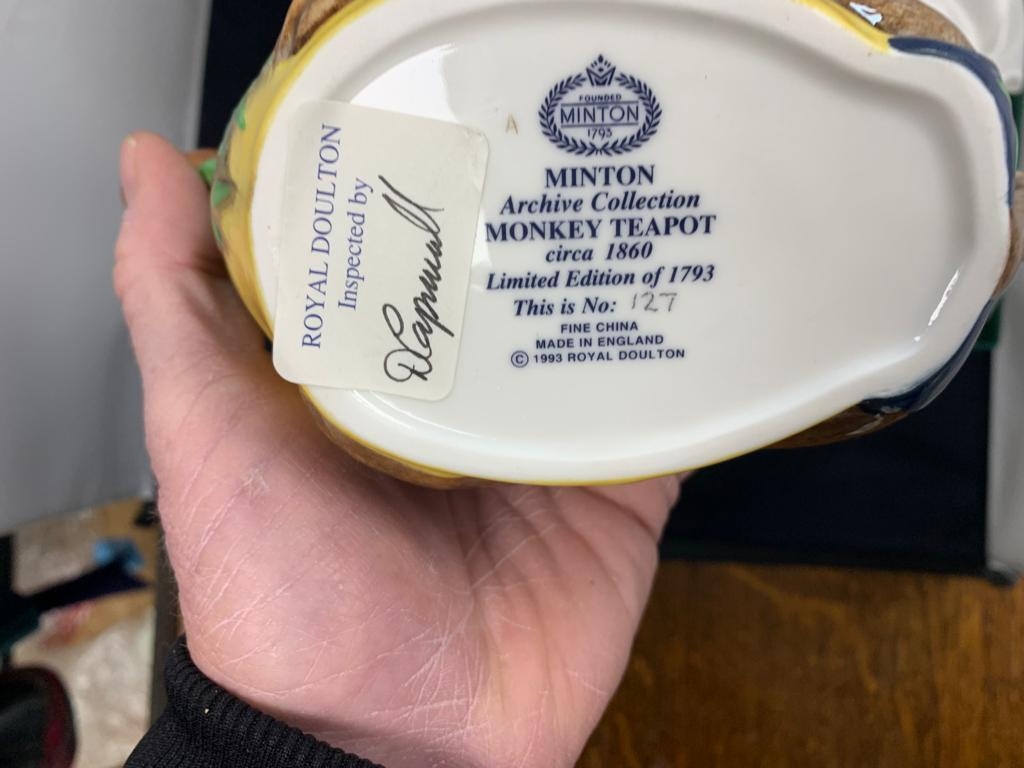 FOUNDED
MINTON
1793
MINTON
Archive Collection
MONKEY TEAPOT
circa 1860
Limited Edition of 1793
This is No: 127
FINE CHINA
MADE IN ENGLAND
© 1993 ROYAL DOULTON
A
ROYAL DOULTON
Inspected by